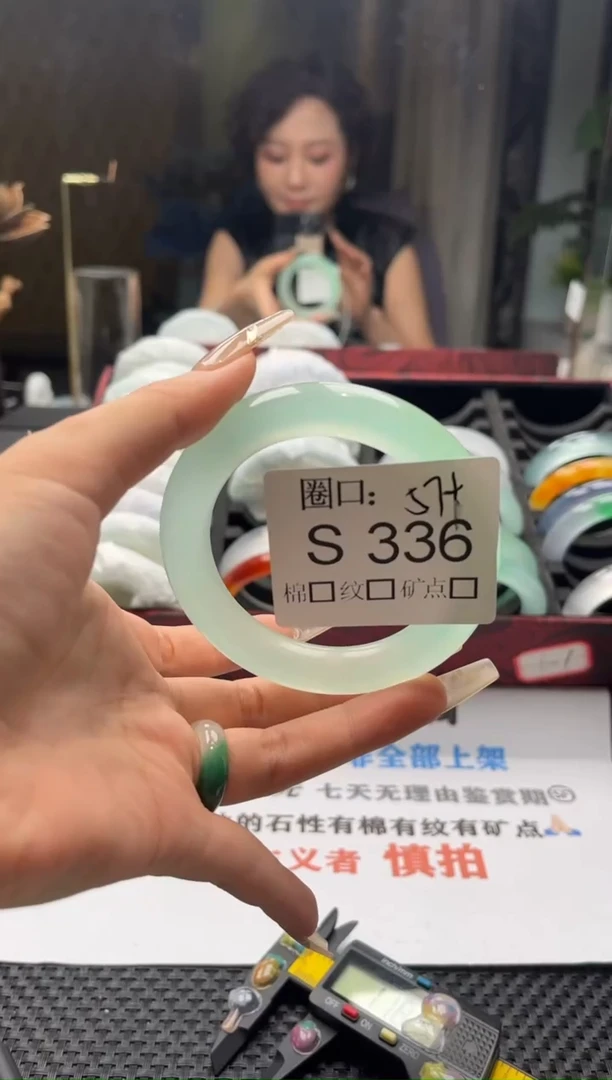 圈口：57+
S 336
棉□ 纹□ 矿点□
全部上架
七天无理由鉴赏期
的石性有棉有纹有矿点🙏
义者 慎拍